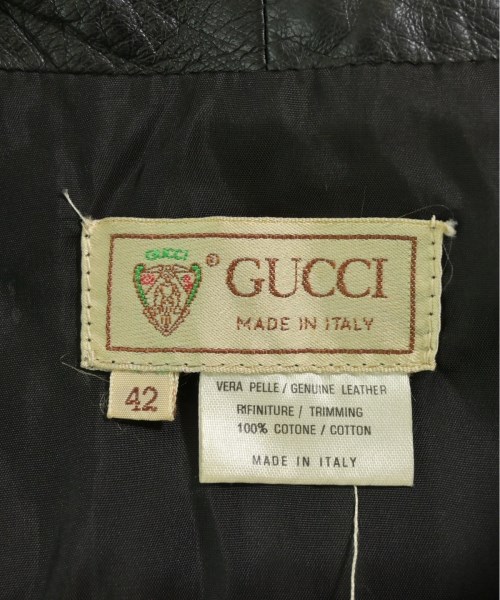 GUCCI
® GUCCI
MADE IN ITALY
42
VERA PELLE / GENUINE LEATHER
RIFINITURE / TRIMMING
100% COTONE / COTTON
MADE IN ITALY